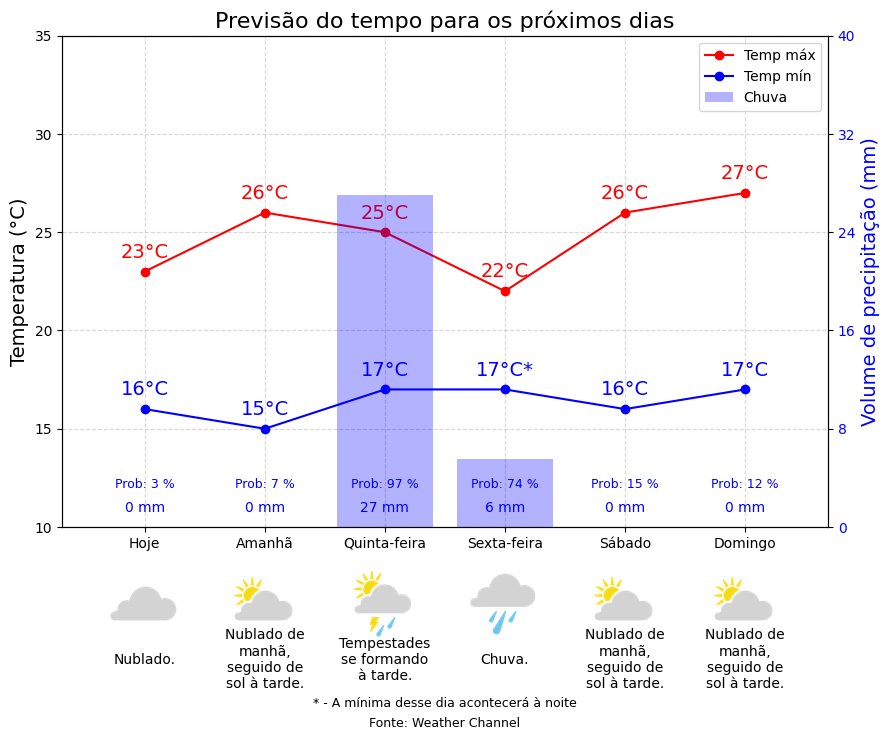 Previsão do tempo para os próximos dias
35
30
25
20
15
10
Temperatura (°C)
40
32
24
16
8
0
Volume de precipitação (mm)
Temp máx
Temp mín
Chuva
23°C
26°C
25°C
22°C
26°C
27°C
16°C
15°C
17°C
17°C*
16°C
17°C
Prob: 3 %
Prob: 7 %
Prob: 97 %
Prob: 74 %
Prob: 15 %
Prob: 12 %
0 mm
0 mm
27 mm
6 mm
0 mm
0 mm
Hoje
Amanhã
Quinta-feira
Sexta-feira
Sábado
Domingo
Nublado.
Nublado de
manhã,
seguido de
sol à tarde.
Tempestades
se formando
à tarde.
Chuva.
Nublado de
manhã,
seguido de
sol à tarde.
Nublado de
manhã,
seguido de
sol à tarde.
* - A mínima desse dia acontecerá à noite
Fonte: Weather Channel